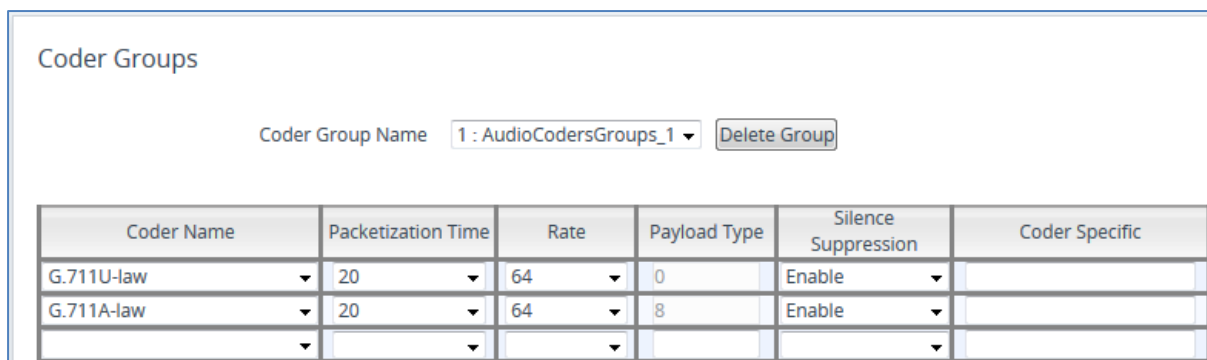 Coder Groups
Coder Group Name 1 : AudioCodersGroups_1 Delete Group
Coder Name Packetization Time Rate Payload Type Silence Suppression Coder Specific
G.711U-law 20 64 0 Enable
G.711A-law 20 64 8 Enable